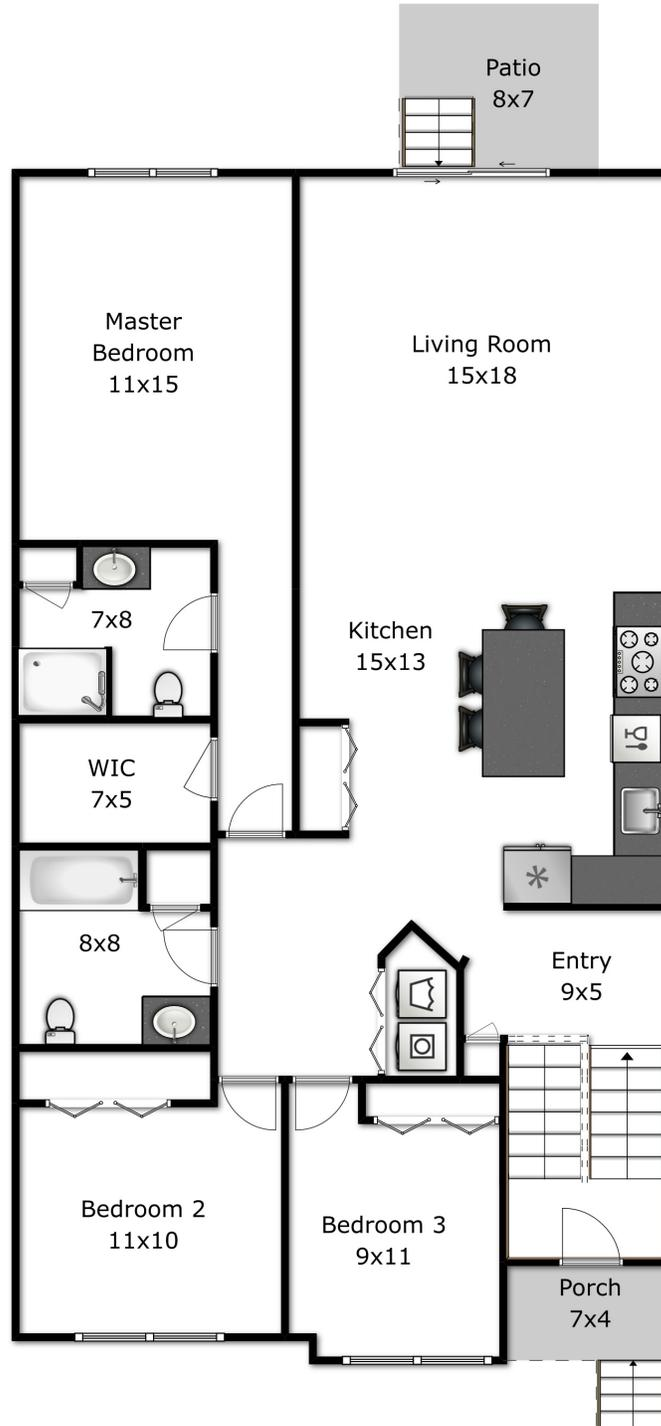 Patio
8x7
Master
Bedroom
11x15
Living Room
15x18
7x8
Kitchen
15x13
WIC
7x5
8x8
Entry
9x5
Bedroom 2
11x10
Bedroom 3
9x11
Porch
7x4